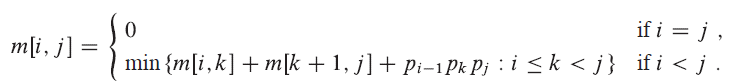 m[i, j] = { 0 if i = j ,
min {m[i, k] + m[k + 1, j] + p_{i−1} p_k p_j : i ≤ k < j} if i < j .